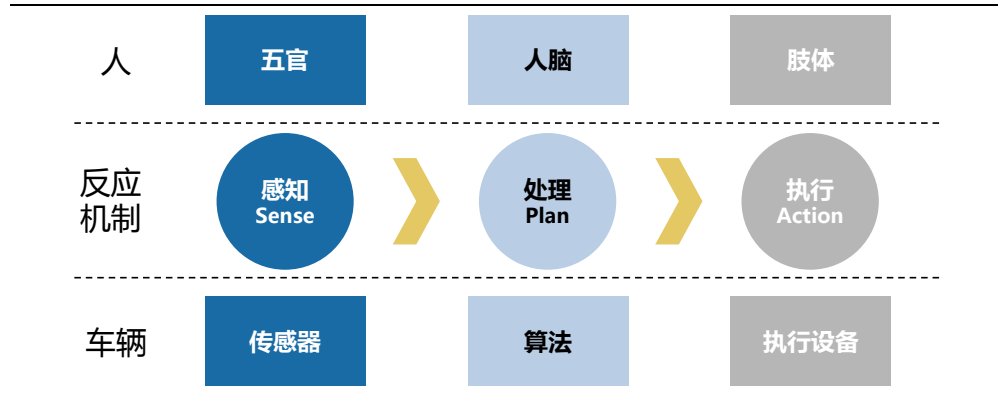 人
五官
人脑
肢体
反应
机制
感知
Sense
处理
Plan
执行
Action
车辆
传感器
算法
执行设备